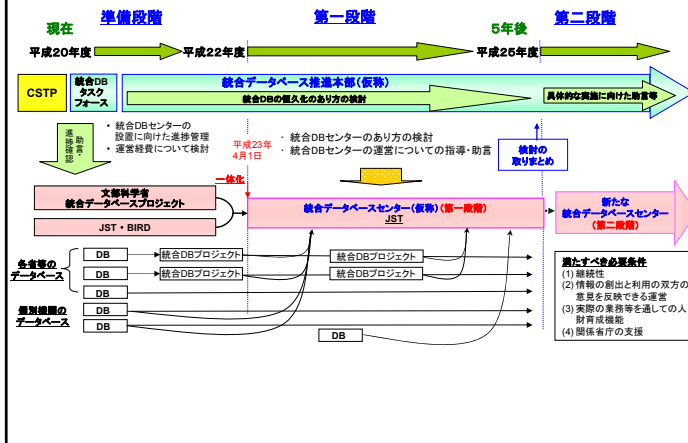 準備段階
第一段階
第二段階
現在
5年後
平成20年度
平成22年度
平成25年度
CSTP
統合DB
タスク
フォース
統合データベース推進本部(仮称)
統合DBの恒久化のあり方の検討
具体的な実施に向けた助言等
助言・
進捗確認
• 統合DBセンターの
設置に向けた進捗管理
• 運営経費について検討
平成23年
4月1日
· 統合DBセンターのあり方の検討
· 統合DBセンターの運営についての指導・助言
検討の
取りまとめ
一体化
文部科学省
統合データベースプロジェクト
JST・BIRD
統合データベースセンター(仮称)(第一段階)
JST
新たな
統合データベースセンター
(第二段階)
各省等の
データベース
DB
統合DBプロジェクト
統合DBプロジェクト
DB
統合DBプロジェクト
統合DBプロジェクト
DB
個別機関の
データベース
DB
DB
DB
満たすべき必要条件
(1) 継続性
(2) 情報の創出と利用の双方の
意見を反映できる運営
(3) 実際の業務等を通しての人
財育成機能
(4) 関係省庁の支援